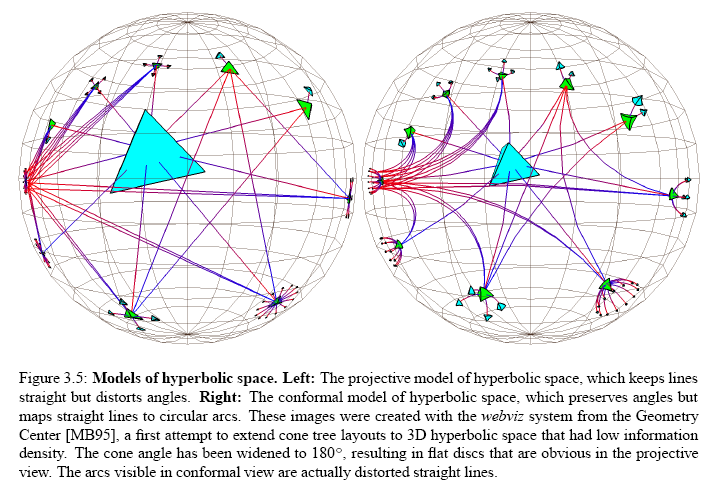 Figure 3.5: Models of hyperbolic space. Left: The projective model of hyperbolic space, which keeps lines
straight but distorts angles. Right: The conformal model of hyperbolic space, which preserves angles but
maps straight lines to circular arcs. These images were created with the webviz system from the Geometry
Center [MB95], a first attempt to extend cone tree layouts to 3D hyperbolic space that had low information
density. The cone angle has been widened to 180°, resulting in flat discs that are obvious in the projective
view. The arcs visible in conformal view are actually distorted straight lines.